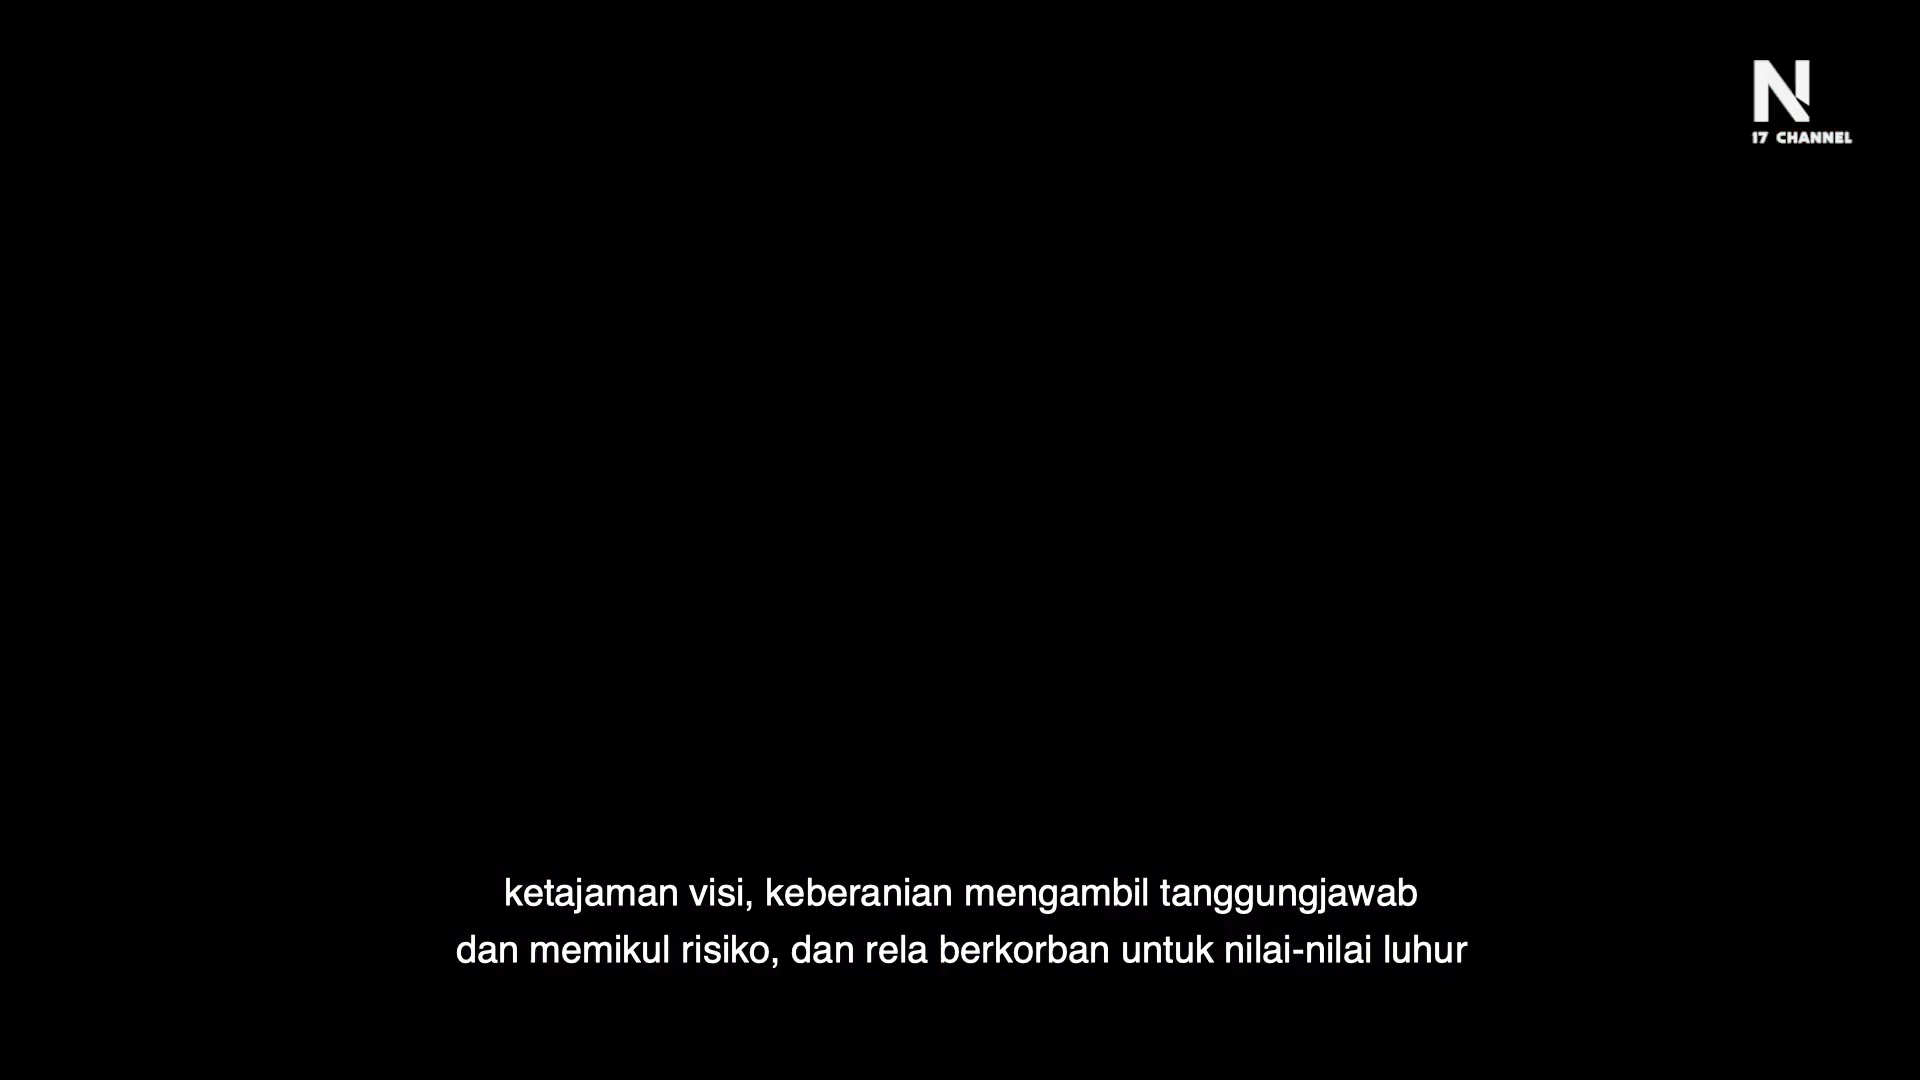 N
17 CHANNEL
ketajaman visi, keberanian mengambil tanggungjawab
dan memikul risiko, dan rela berkorban untuk nilai-nilai luhur